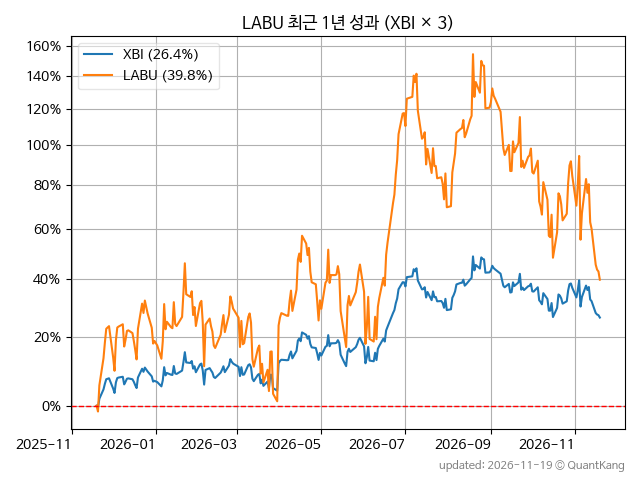 LABU 최근 1년 성과 (XBI × 3)
XBI (26.4%)
LABU (39.8%)
160%
140%
120%
100%
80%
60%
40%
20%
0%
2025-11 2026-01 2026-03 2026-05 2026-07 2026-09 2026-11
updated: 2026-11-19 © QuantKang